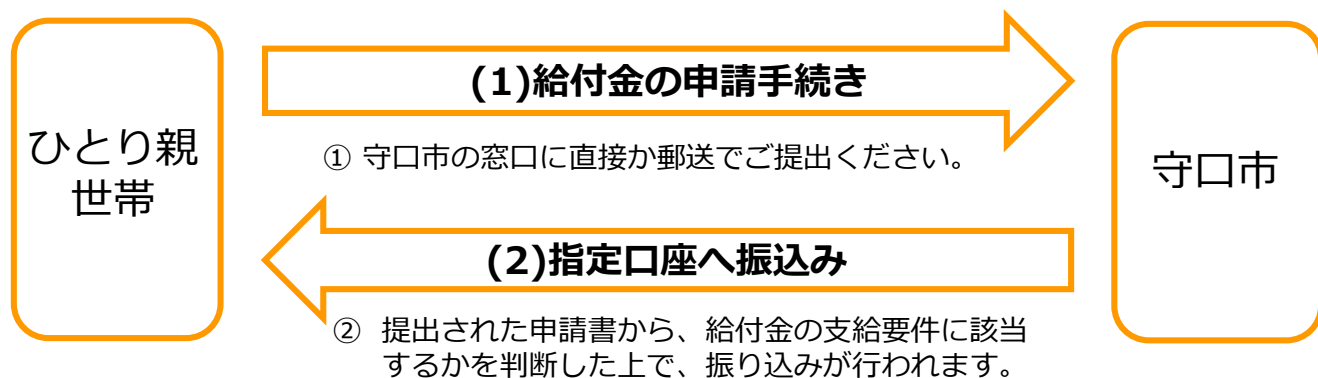 ひとり親
世帯
(1)給付金の申請手続き
① 守口市の窓口に直接か郵送でご提出ください。
守口市
(2)指定口座へ振込み
② 提出された申請書から、給付金の支給要件に該当
するかを判断した上で、振り込みが行われます。